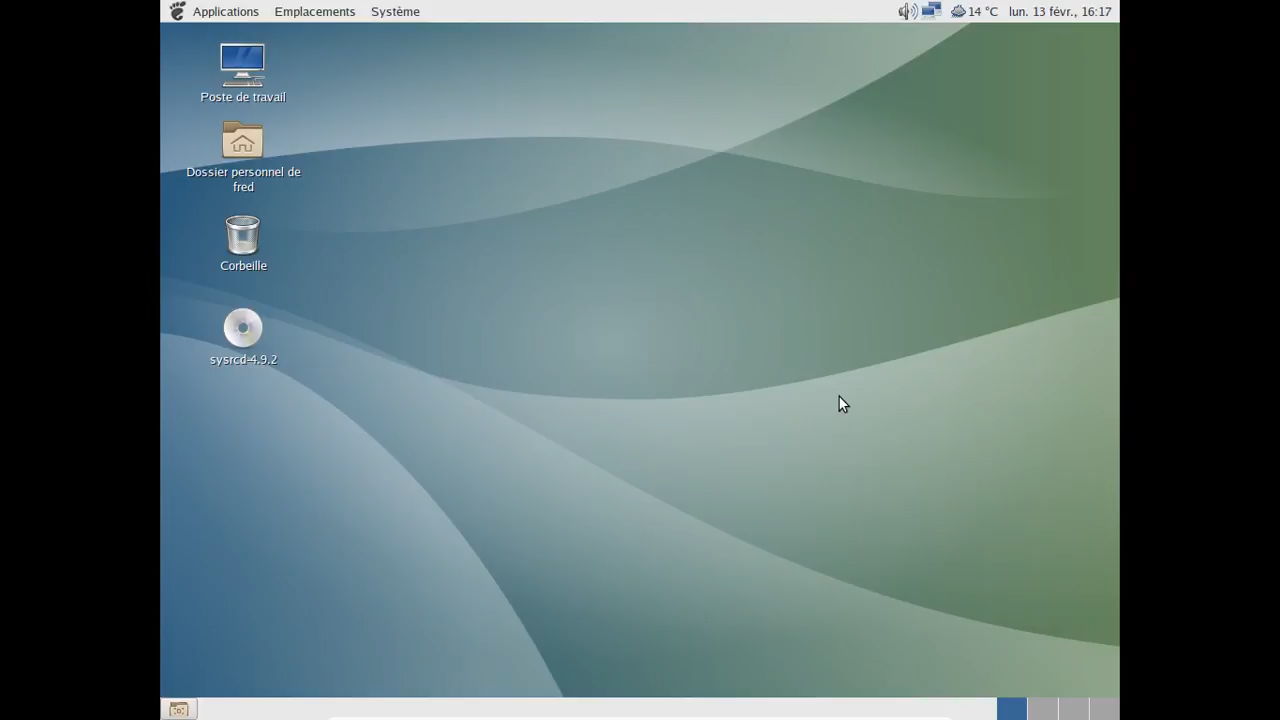 Applications Emplacements Système 14 °C lun. 13 févr., 16:17
Poste de travail
Dossier personnel de
fred
Corbeille
sysrcd-4.9.2